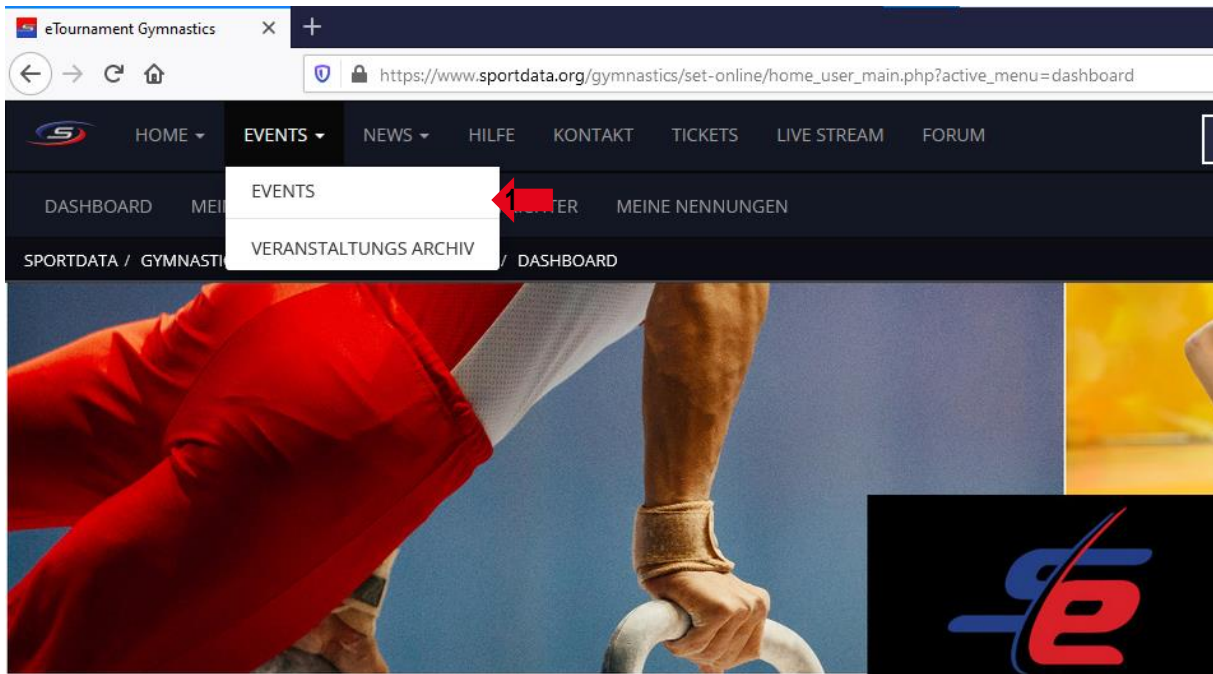 eTournament Gymnastics
https://www.sportdata.org/gymnastics/set-online/home_user_main.php?active_menu=dashboard
HOME EVENTS NEWS HILFE KONTAKT TICKETS LIVE STREAM FORUM
EVENTS
1
DASHBOARD MEINE NENNUNGEN
VERANSTALTUNGS ARCHIV
SPORTDATA / / DASHBOARD